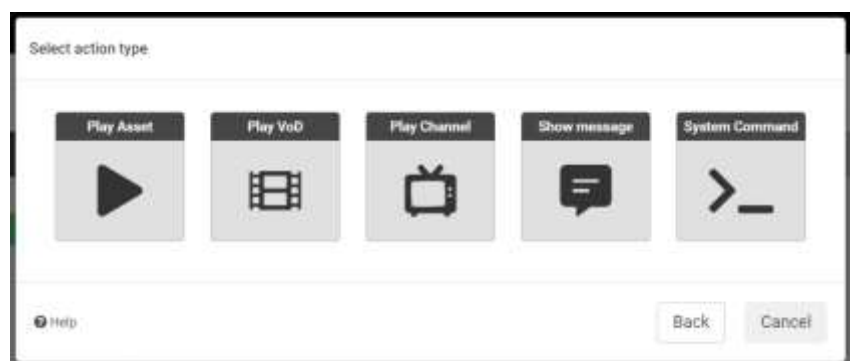 Select action type
Play Asset Play VoD Play Channel Show message System Command
Help
Back Cancel